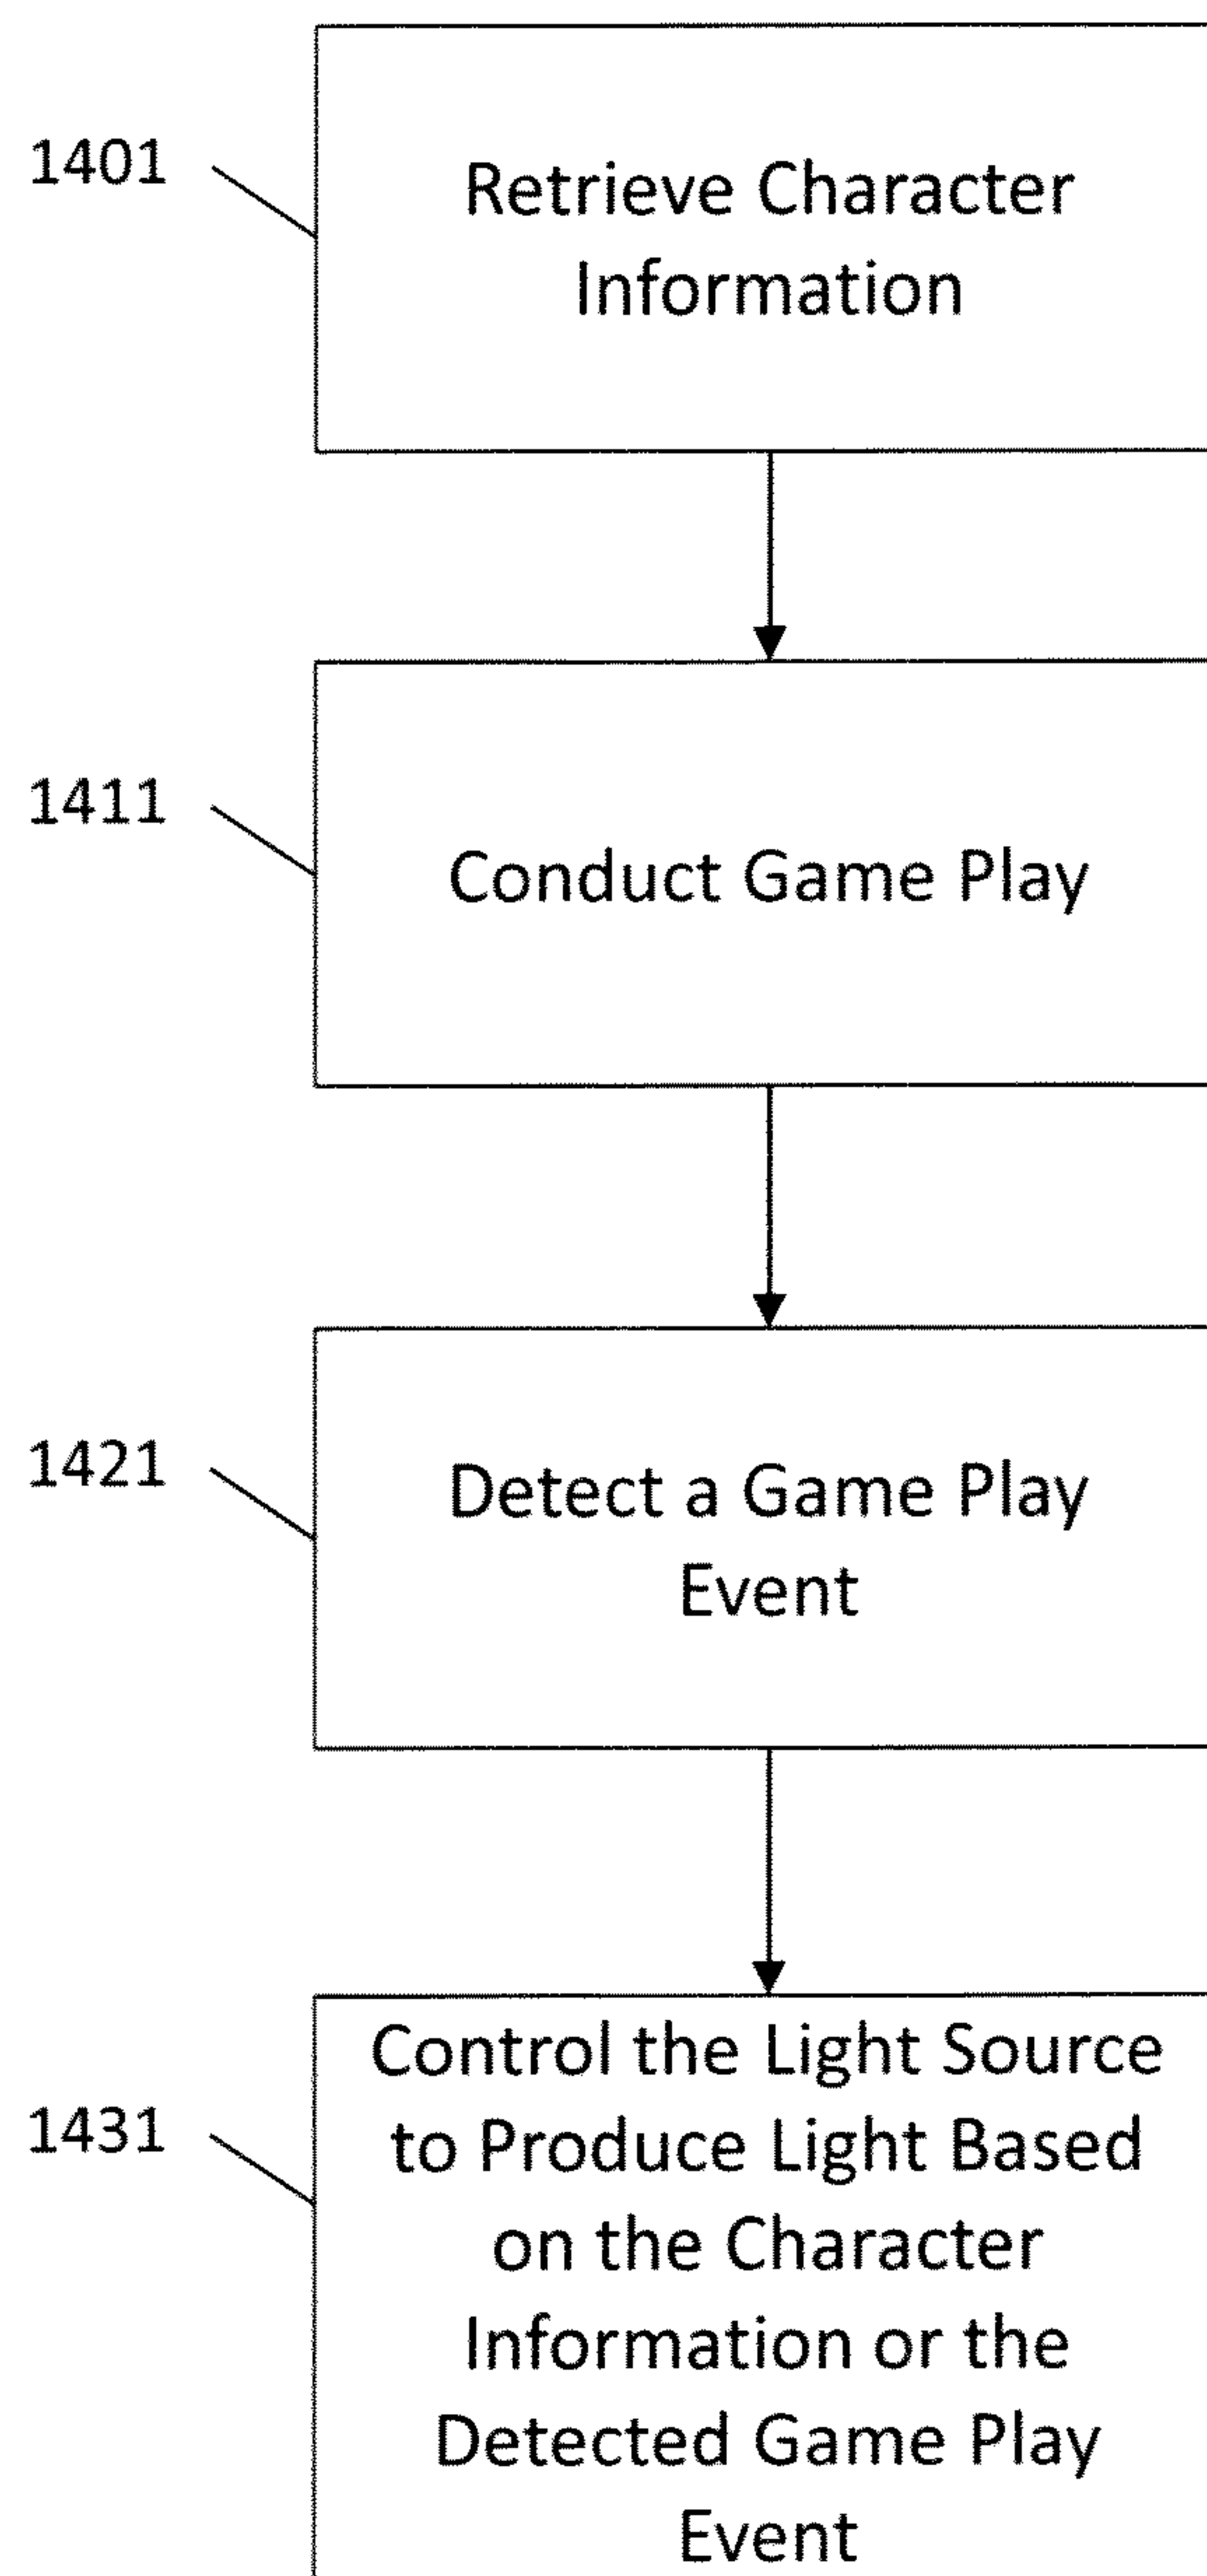 1401
Retrieve Character
Information
1411
Conduct Game Play
1421
Detect a Game Play
Event
1431
Control the Light Source
to Produce Light Based
on the Character
Information or the
Detected Game Play
Event